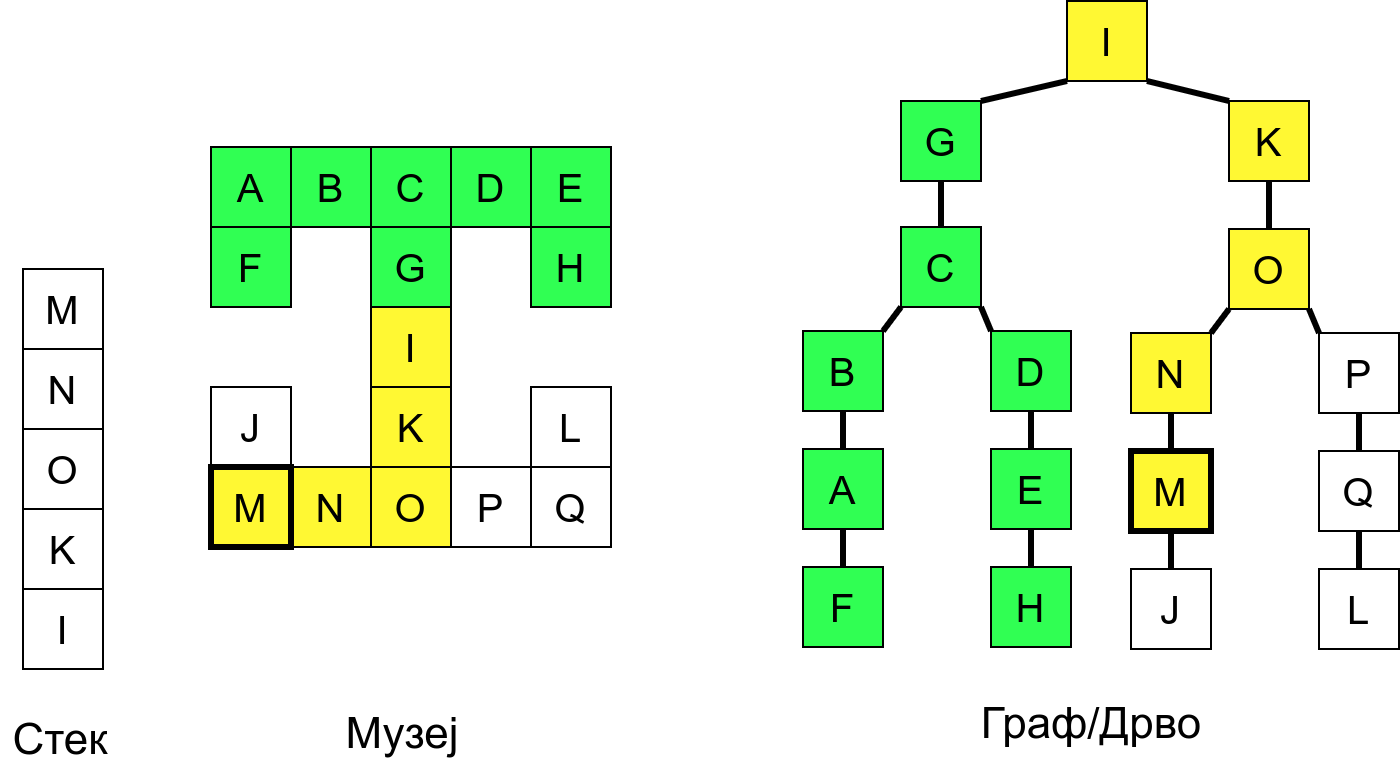 M
N
O
K
I
Стек
A B C D E
F G H
I
J K L
M N O P Q
Музеј
I
G K
C O
B D N P
A E M Q
F H J L
Граф/Дрво